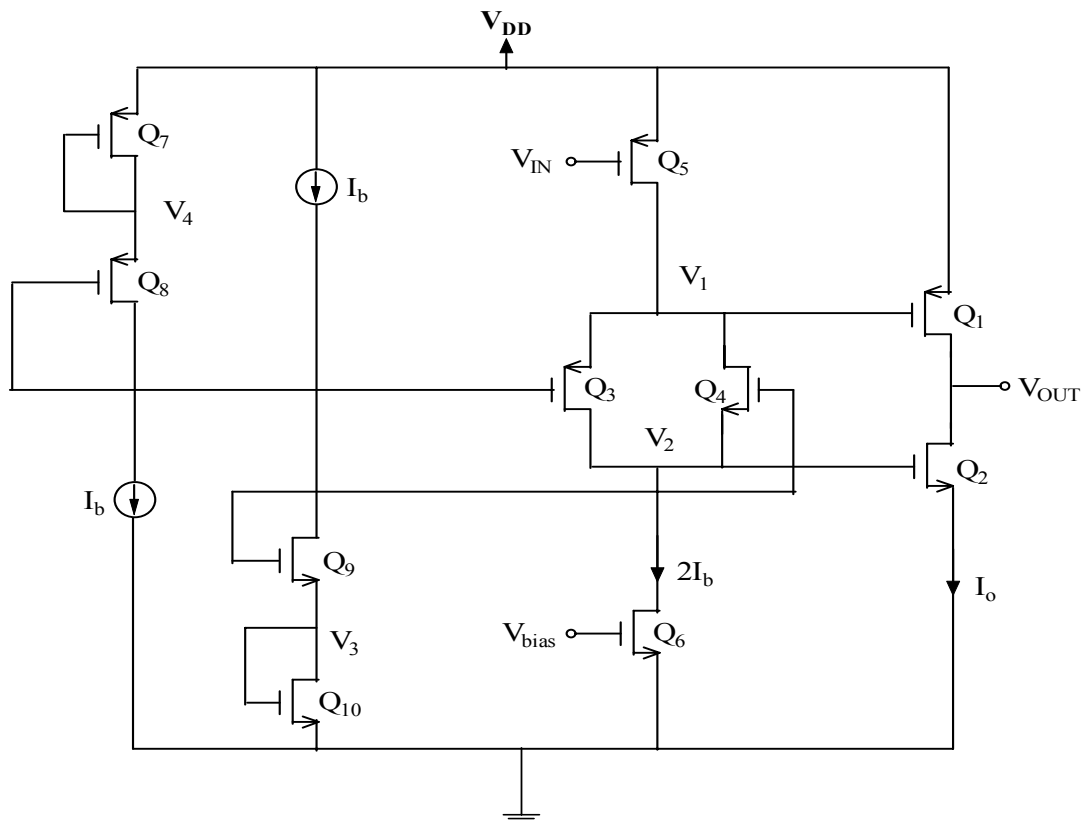 V_DD
Q_7
V_IN
Q_5
I_b
V_4
Q_8
V_1
Q_1
Q_3
Q_4
V_OUT
V_2
Q_2
I_b
Q_9
2I_b
I_o
V_3
V_bias
Q_6
Q_10